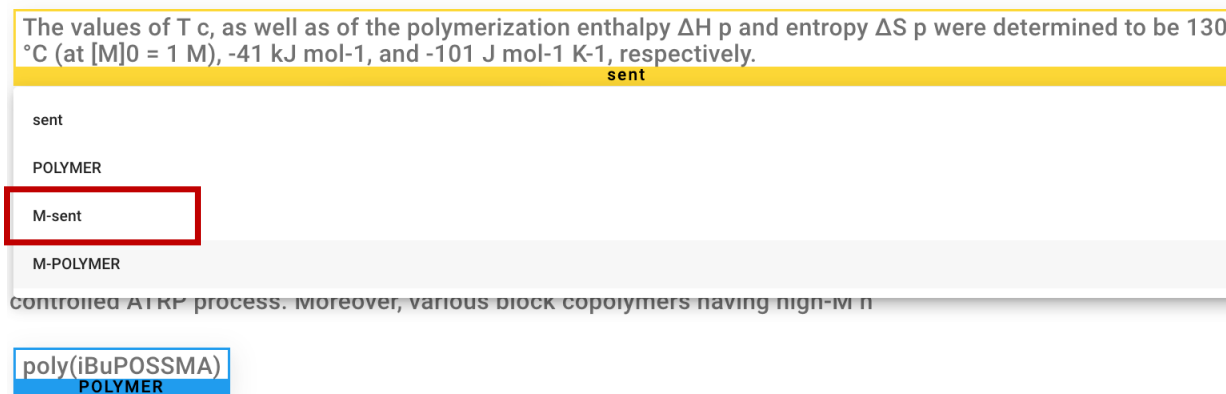 The values of T c, as well as of the polymerization enthalpy ΔH p and entropy ΔS p were determined to be 130
°C (at [M]0 = 1 M), -41 kJ mol-1, and -101 J mol-1 K-1, respectively.
sent
sent
POLYMER
M-sent
M-POLYMER
controlled ATRP process. Moreover, various block copolymers having high-M n
poly(iBuPOSSMA)
POLYMER